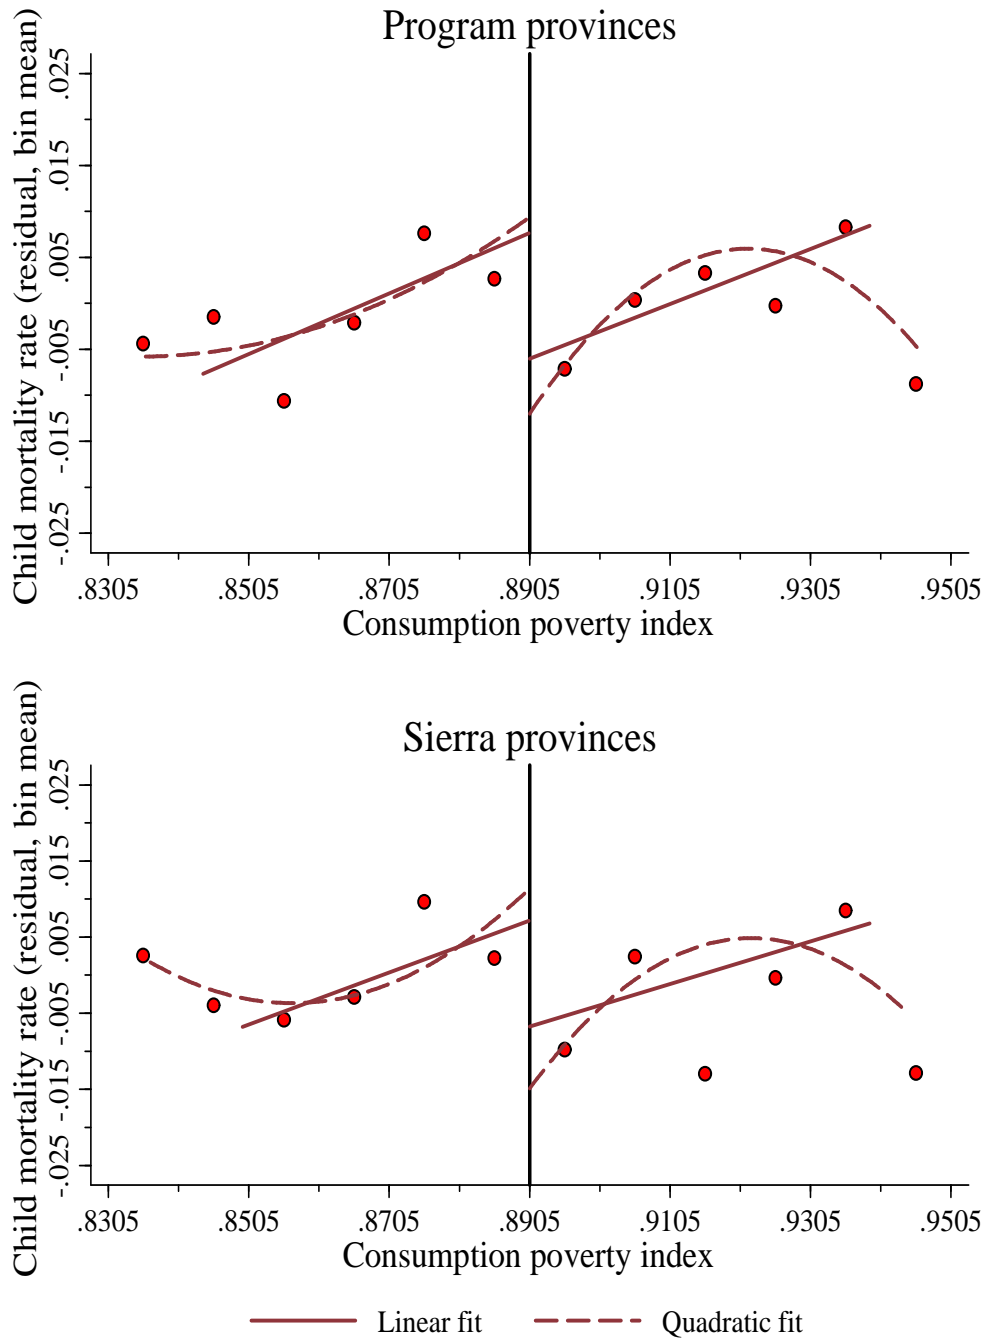 Program provinces
Child mortality rate (residual, bin mean)
.025
.015
.005
-.005
-.015
-.025
.8305 .8505 .8705 .8905 .9105 .9305 .9505
Consumption poverty index
Sierra provinces
Child mortality rate (residual, bin mean)
.025
.015
.005
-.005
-.015
-.025
.8305 .8505 .8705 .8905 .9105 .9305 .9505
Consumption poverty index
Linear fit Quadratic fit